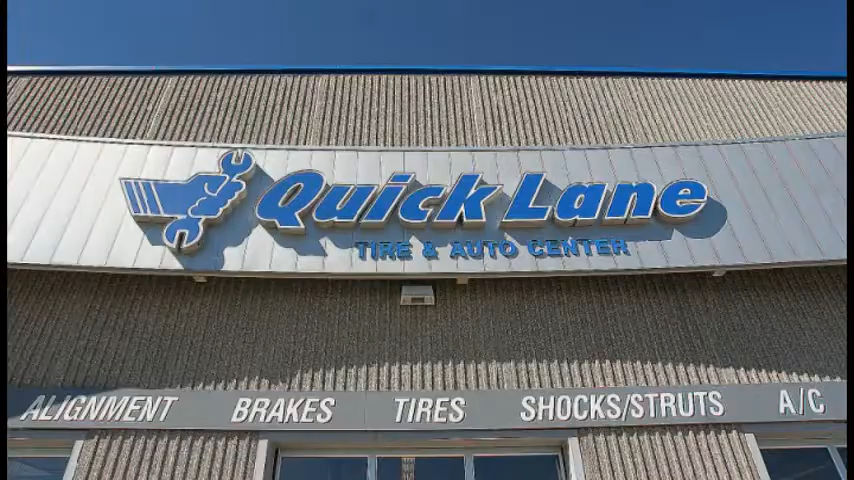 Quick Lane
TIRE & AUTO CENTER
ALIGNMENT BRAKES TIRES SHOCKS/STRUTS A/C